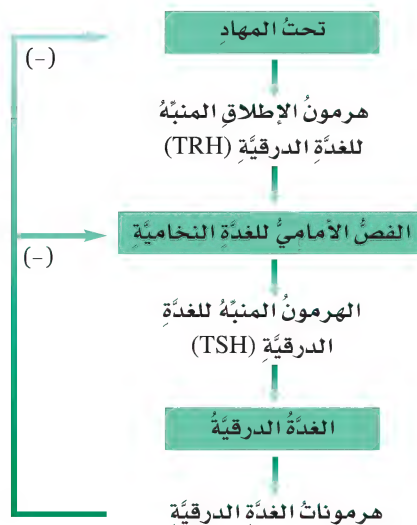 تحتُ المهادِ
(–)
هرمونُ الإطلاقِ المنبِّهُ
للغدَّةِ الدرقيَّةِ (TRH)
الفصُّ الأماميُّ للغدةِ النخاميَّةِ
(–)
الهرمونُ المنبِّهُ للغدَّةِ
الدرقيَّةِ (TSH)
الغدَّةُ الدرقيَّةُ
هرموناتُ الغدَّةِ الدرقيَّةِ